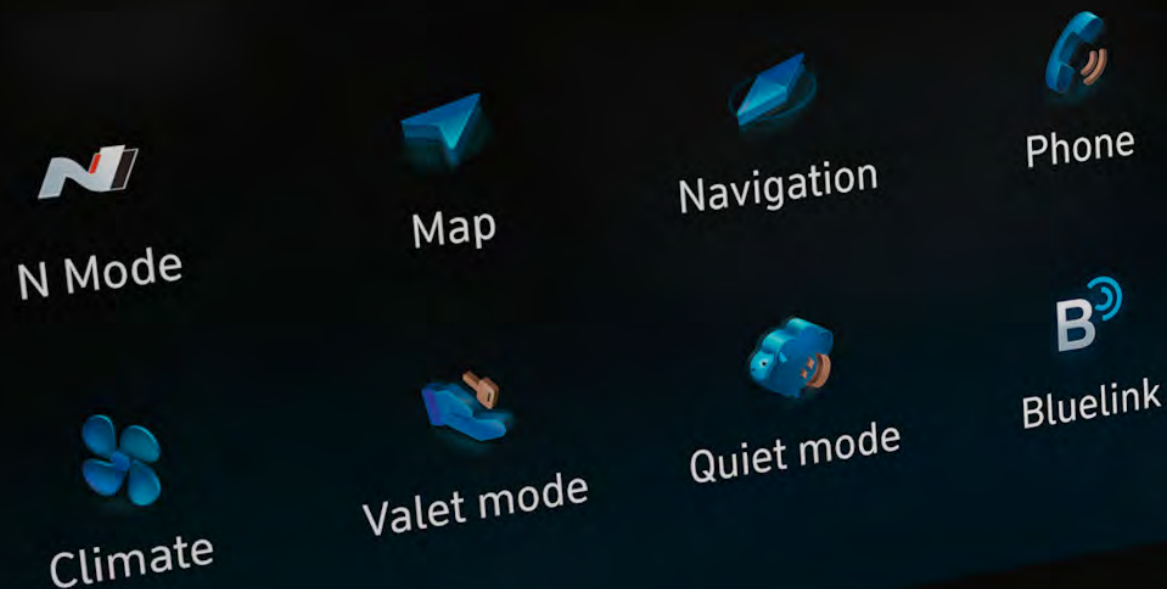 N Mode
Map
Navigation
Phone
Climate
Valet mode
Quiet mode
B
Bluelink